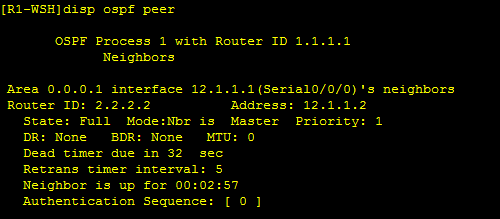 [R1-WSH]disp ospf peer
OSPF Process 1 with Router ID 1.1.1.1
Neighbors
Area 0.0.0.1 interface 12.1.1.1(Serial0/0/0)'s neighbors
Router ID: 2.2.2.2 Address: 12.1.1.2
State: Full Mode:Nbr is Master Priority: 1
DR: None BDR: None MTU: 0
Dead timer due in 32 sec
Retrans timer interval: 5
Neighbor is up for 00:02:57
Authentication Sequence: [ 0 ]